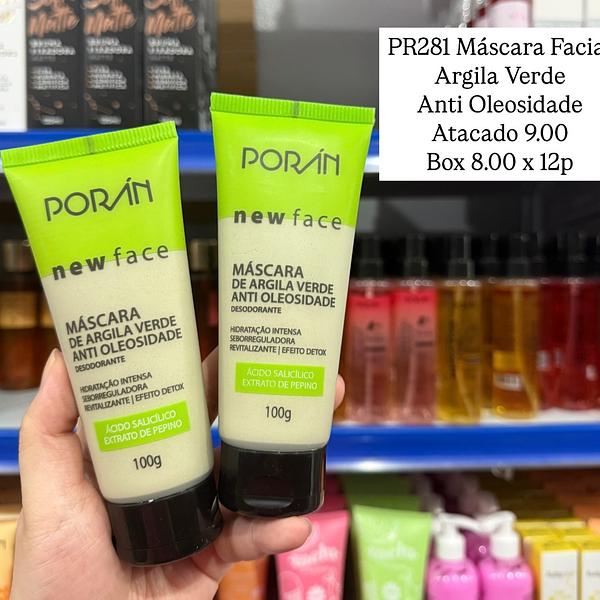 PR281 Máscara Facia
Argila Verde
Anti Oleosidade
Atacado 9.00
Box 8.00 x 12p
PORÁN
new face
MÁSCARA
DE ARGILA VERDE
ANTI OLEOSIDADE
DESODORANTE
HIDRATAÇÃO INTENSA
SEBORREGULADORA
REVITALIZANTE | EFEITO DETOX
ÁCIDO SALICÍLICO
EXTRATO DE PEPINO
100g
PORÁN
new face
MÁSCARA
DE ARGILA VERDE
ANTI OLEOSIDADE
DESODORANTE
HIDRATAÇÃO INTENSA
SEBORREGULADORA
REVITALIZANTE | EFEITO DETOX
ÁCIDO SALICÍLICO
EXTRATO DE PEPINO
100g